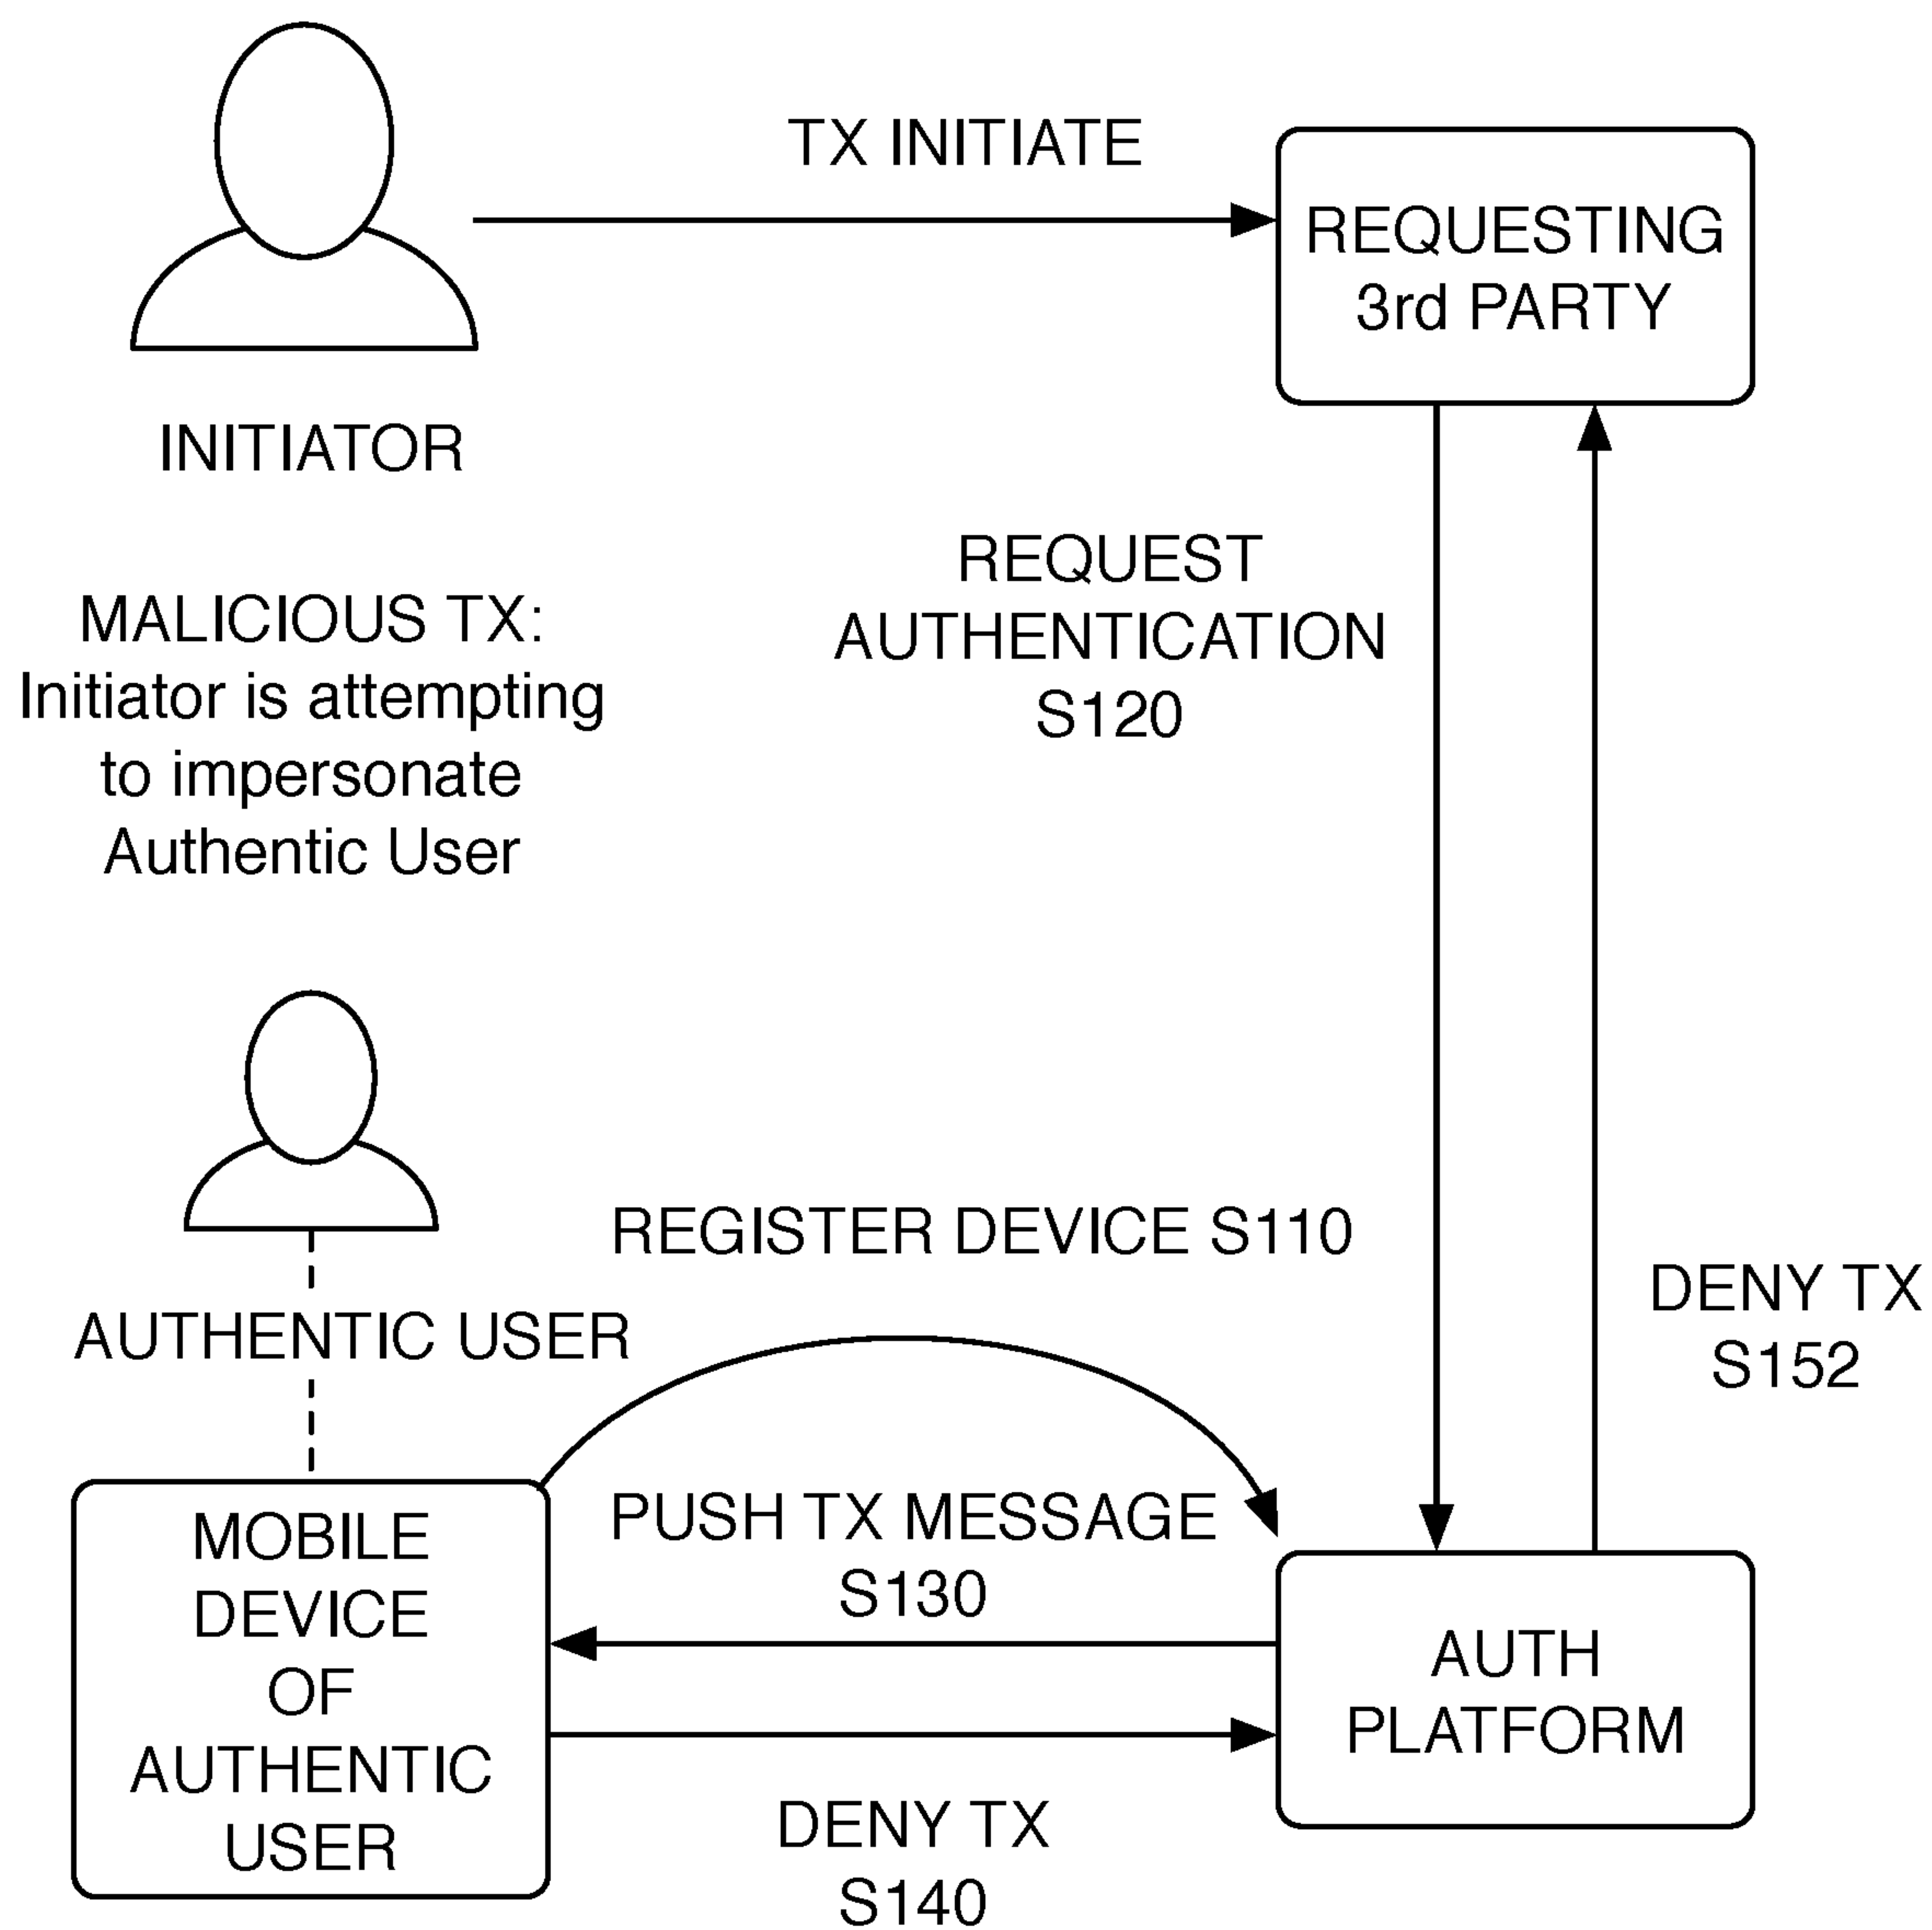 TX INITIATE
REQUESTING
3rd PARTY
INITIATOR
MALICIOUS TX:
Initiator is attempting
to impersonate
Authentic User
REQUEST
AUTHENTICATION
S120
REGISTER DEVICE S110
DENY TX
S152
AUTHENTIC USER
MOBILE
DEVICE
OF
AUTHENTIC
USER
PUSH TX MESSAGE
S130
AUTH
PLATFORM
DENY TX
S140